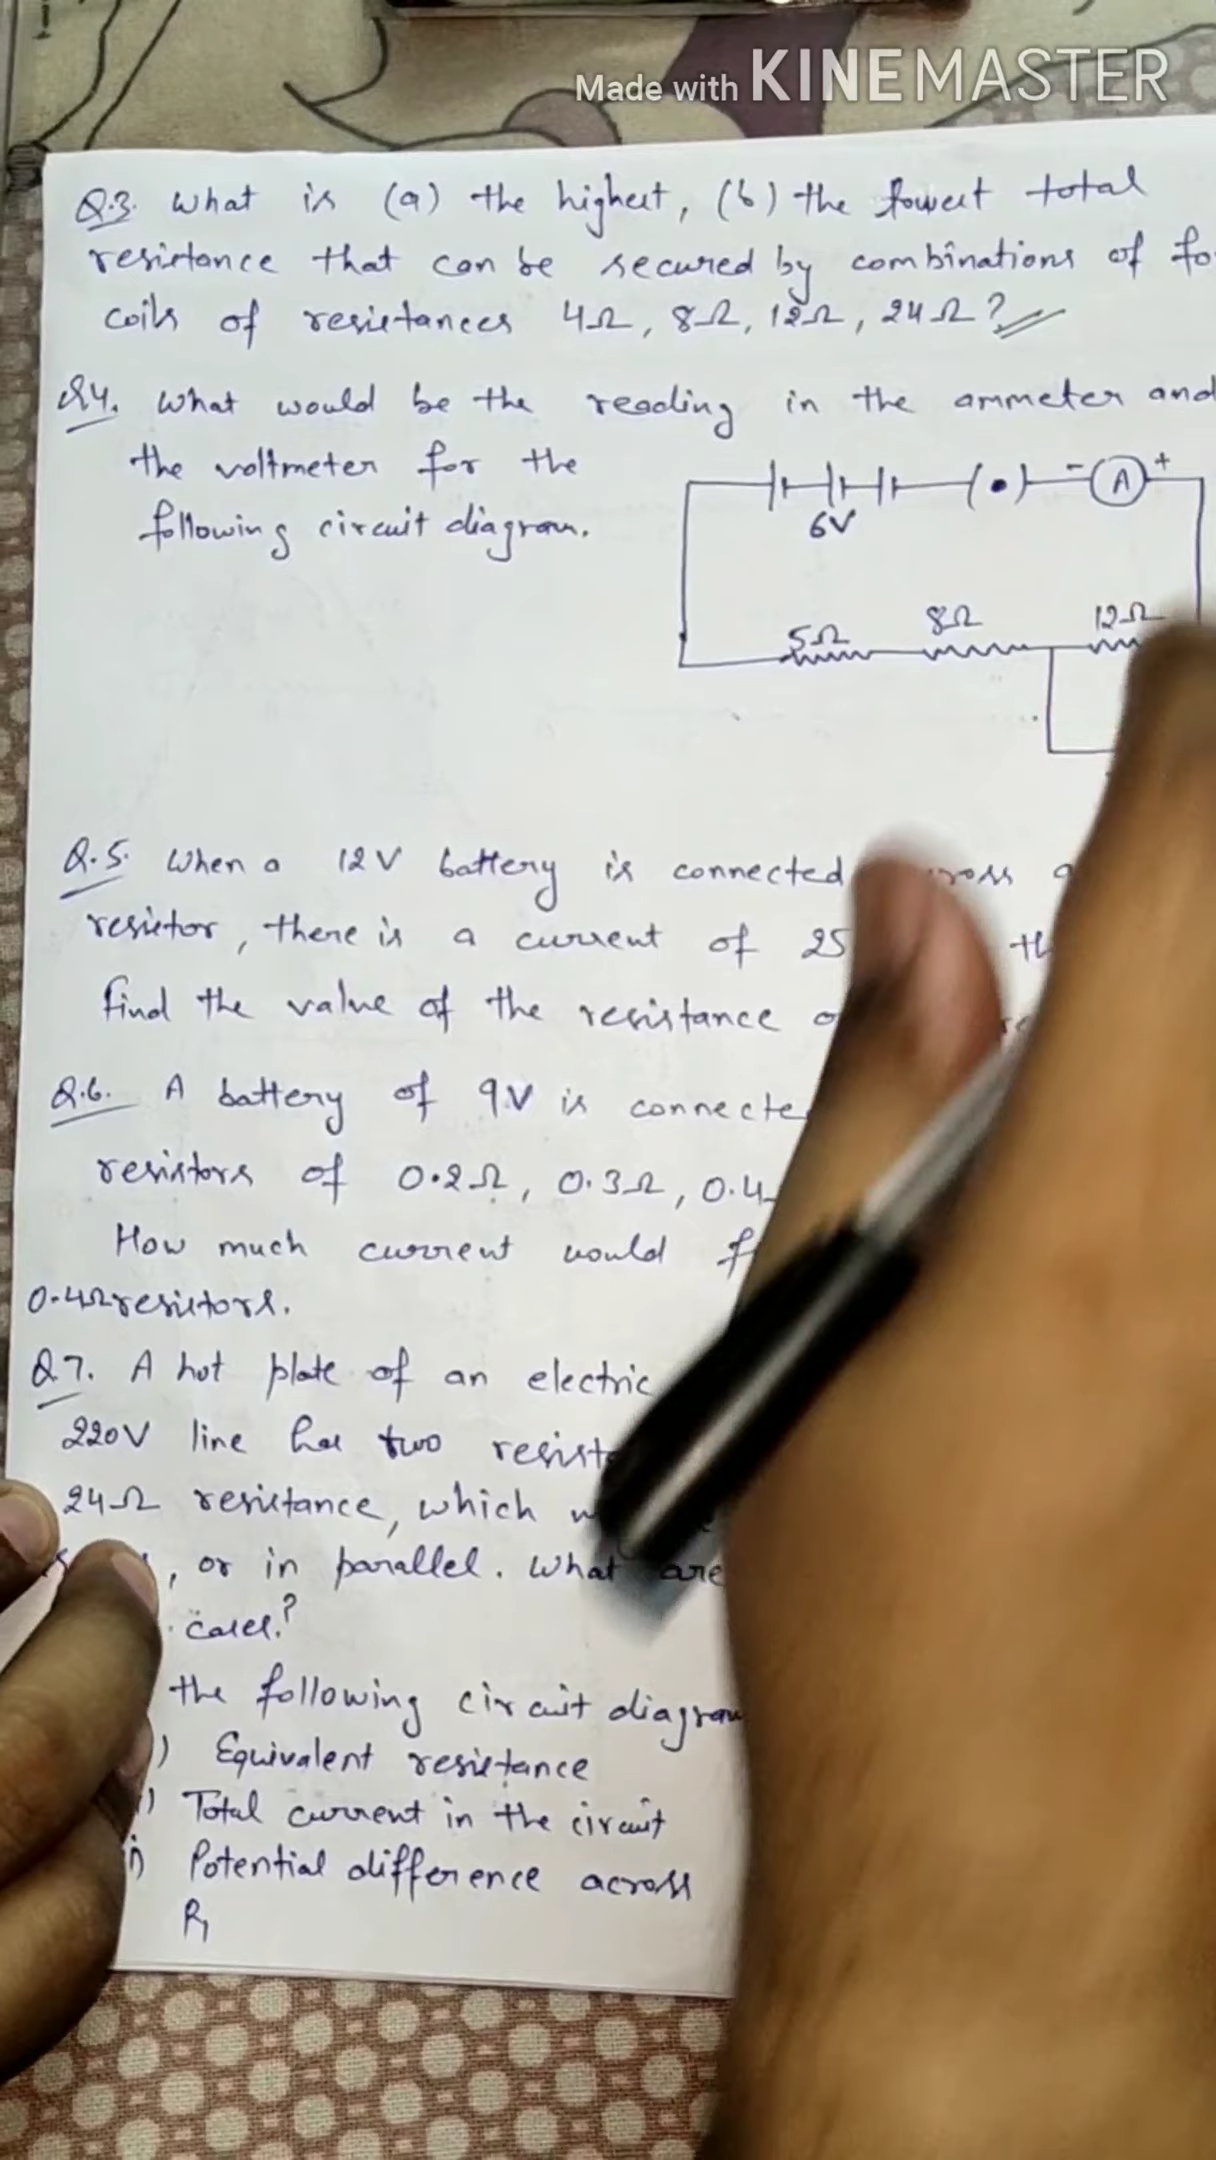 Made with KINEMASTER
Q.3. What is (a) the highest, (b) the lowest total
resistance that can be secured by combinations of fo
coils of resistances 4Ω, 8Ω, 12Ω, 24Ω?
Q4. What would be the reading in the ammeter and
the voltmeter for the
following circuit diagram.
6V
- A +
5Ω 8Ω 12Ω
Q.5. When a 12V battery is connected
resistor, there is a current of 25
find the value of the resistance
Q.6. A battery of 9V is connecte
resistors of 0.2Ω, 0.3Ω, 0.4
How much current would f
0.4Ω resistors.
Q7. A hot plate of an electric
220V line has two resist
24Ω resistance, which
, or in parallel. What are
cases.?
the following circuit diagram
) Equivalent resistance
) Total current in the circuit
) Potential difference across
R1